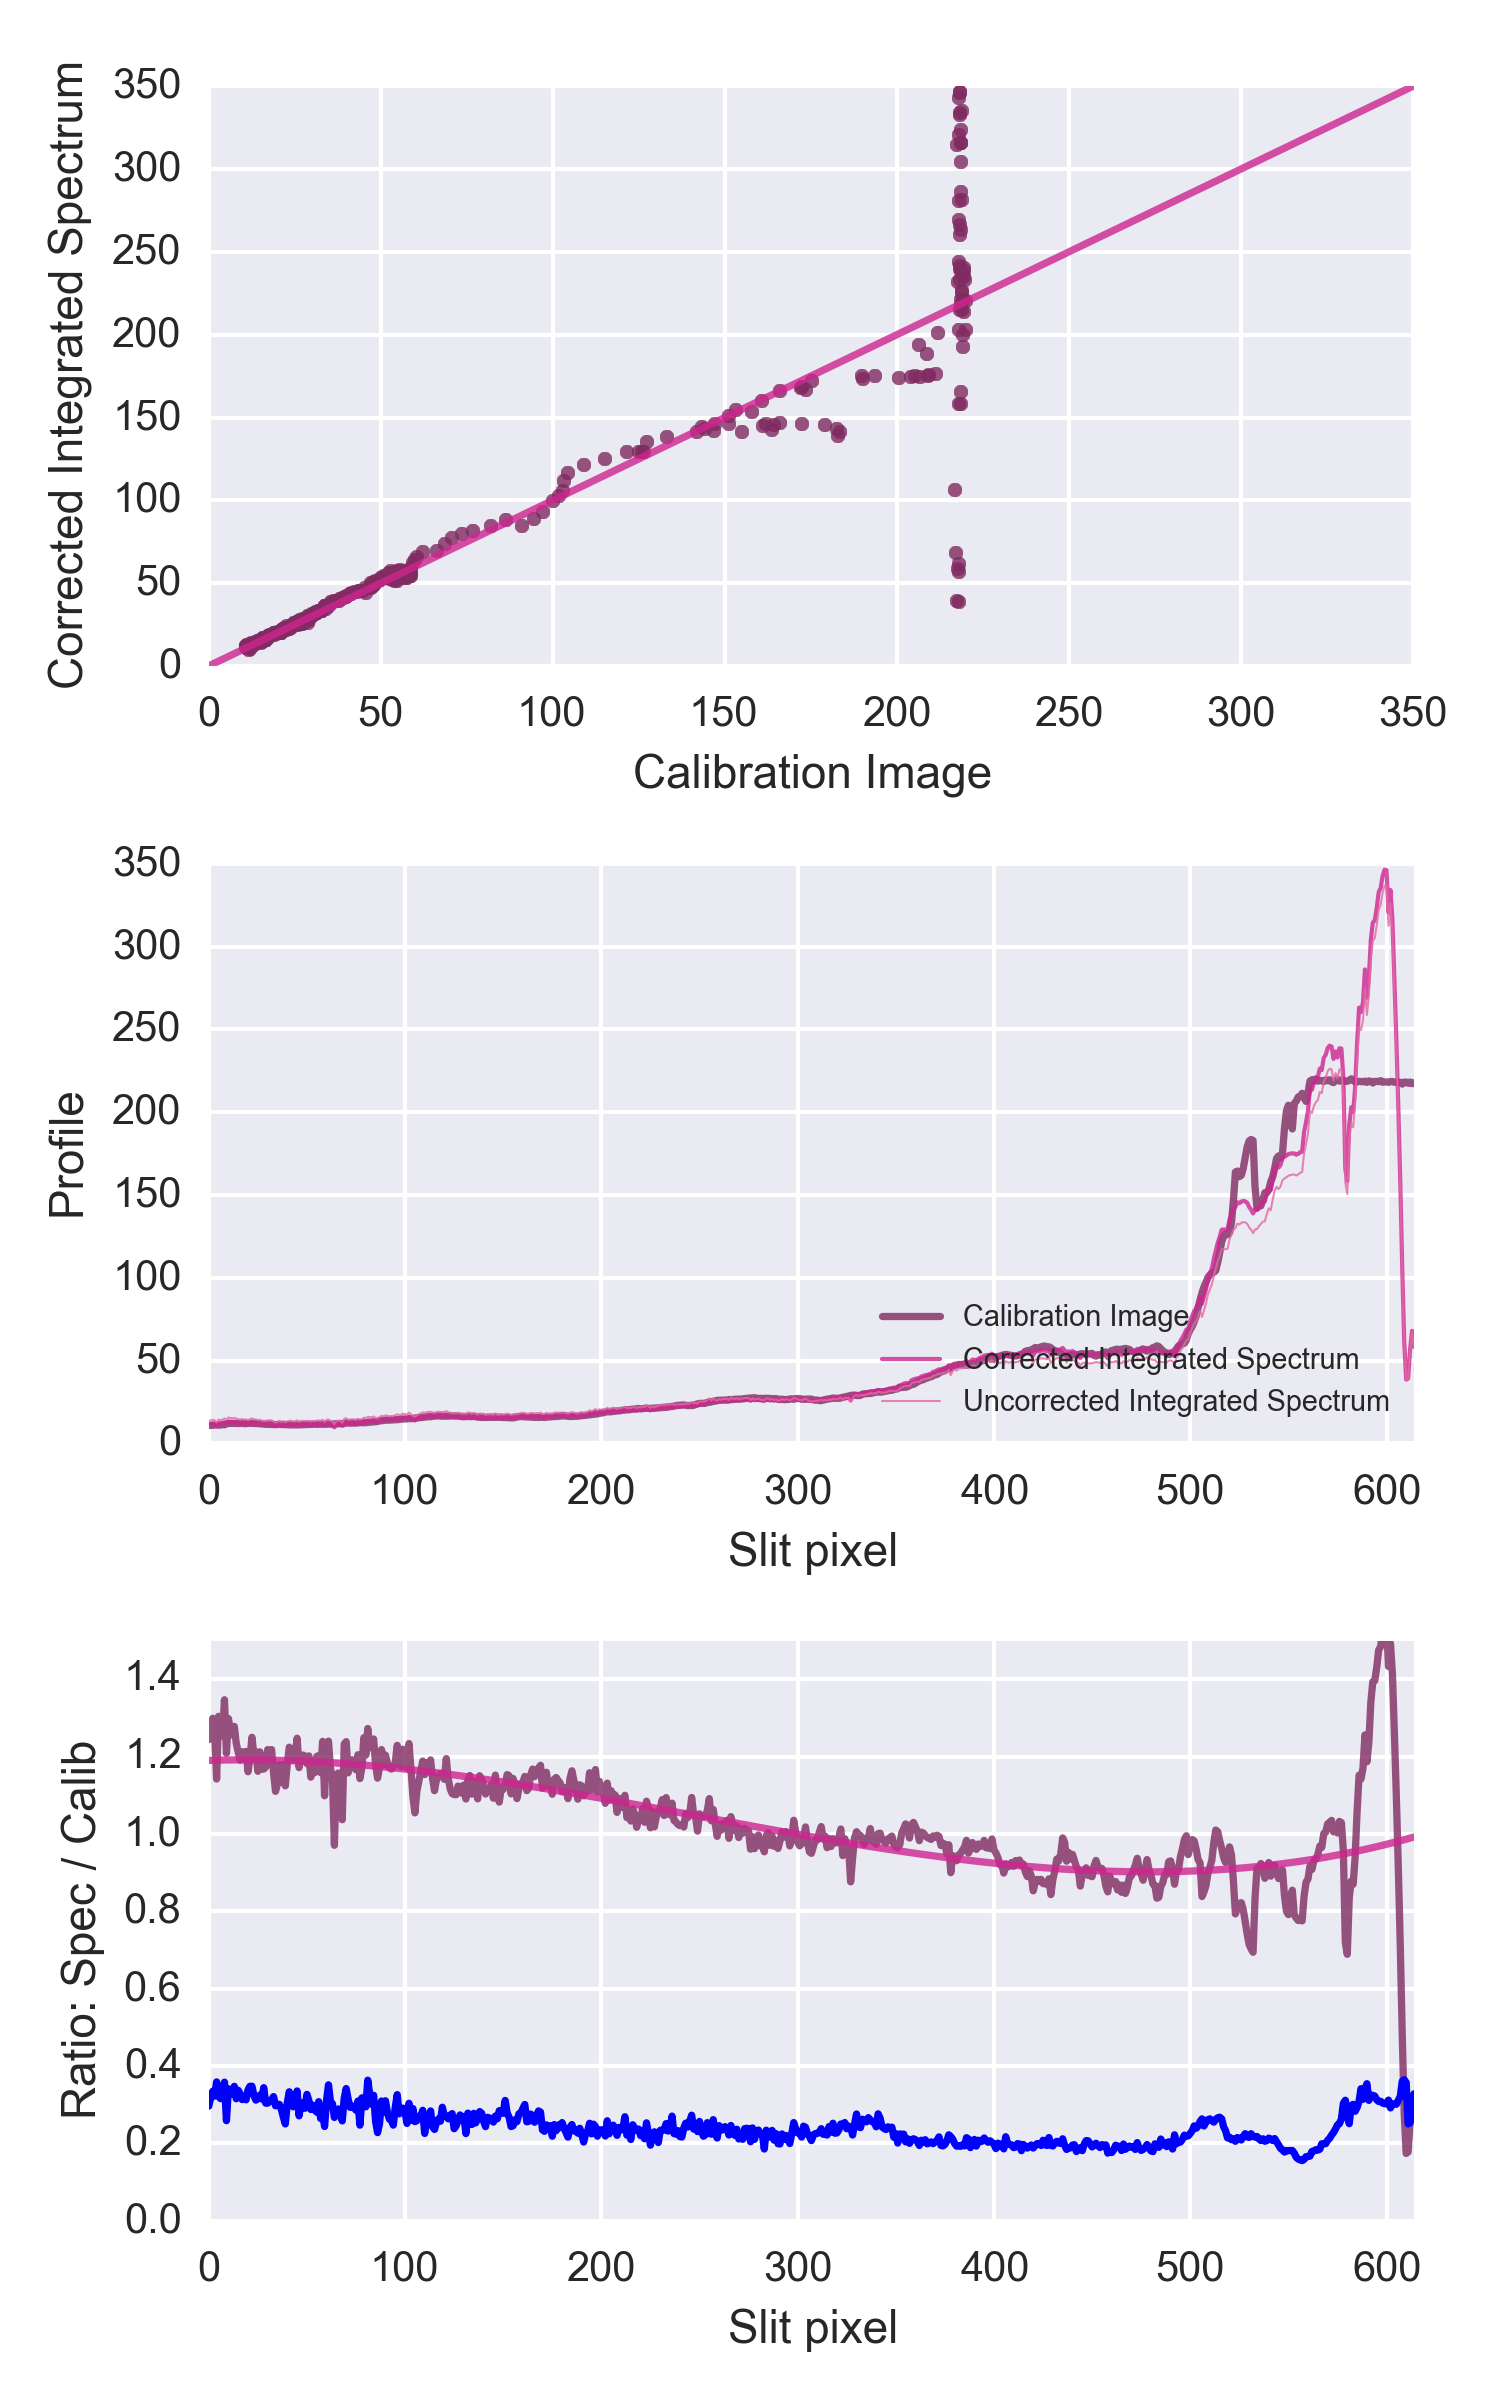 350
300
250
200
150
100
50
0
Corrected Integrated Spectrum
0 50 100 150 200 250 300 350
Calibration Image
350
300
250
200
150
100
50
0
Profile
Calibration Image
Corrected Integrated Spectrum
Uncorrected Integrated Spectrum
0 100 200 300 400 500 600
Slit pixel
1.4
1.2
1.0
0.8
0.6
0.4
0.2
0.0
Ratio: Spec / Calib
0 100 200 300 400 500 600
Slit pixel